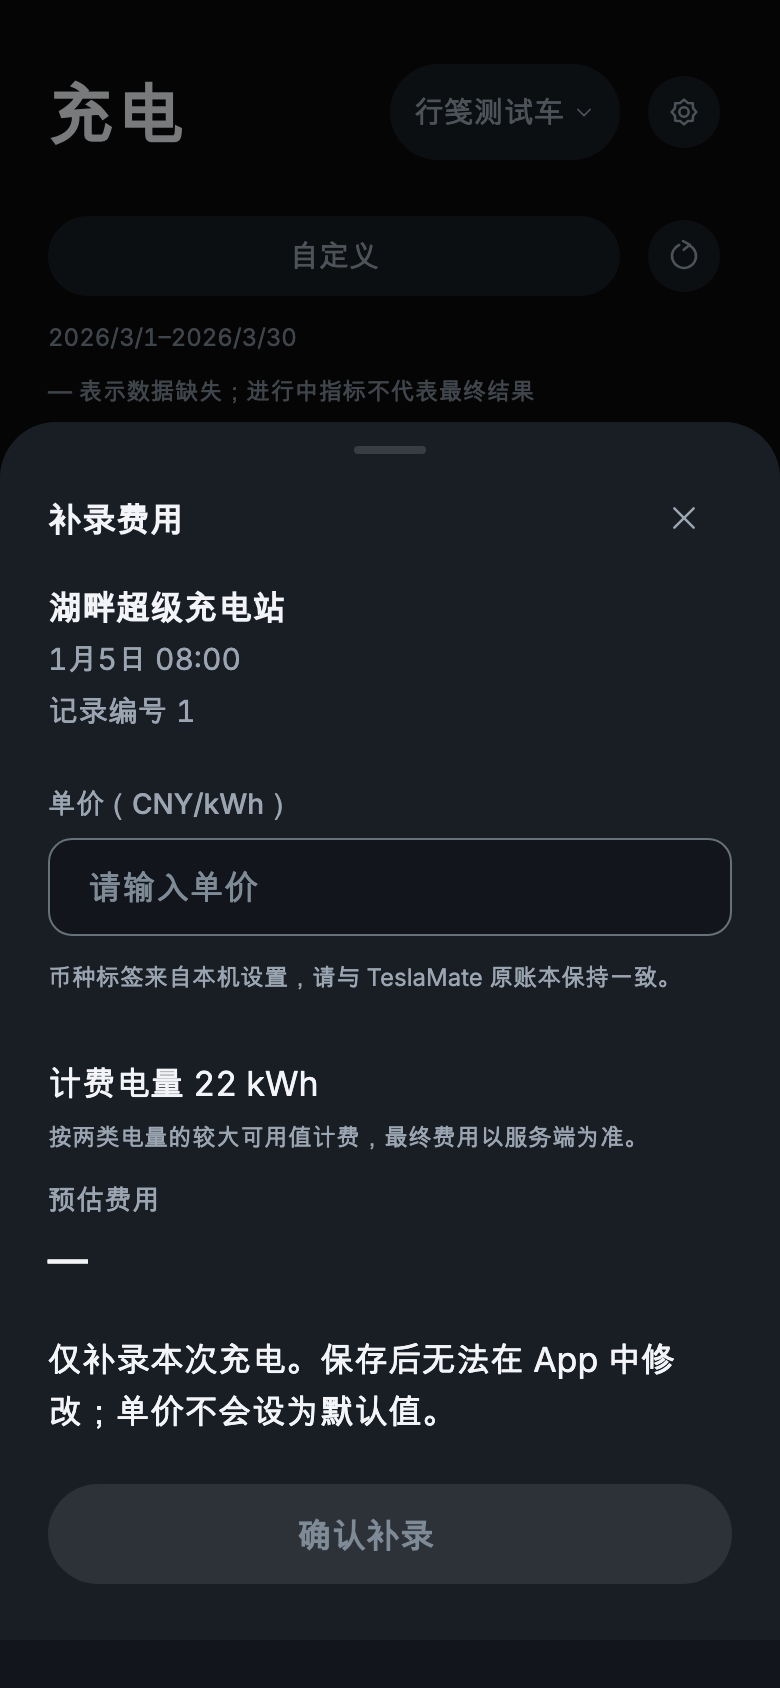 充电
行笺测试车
自定义
2026/3/1–2026/3/30
— 表示数据缺失；进行中指标不代表最终结果
补录费用
湖畔超级充电站
1月5日 08:00
记录编号 1
单价（CNY/kWh）
请输入单价
币种标签来自本机设置，请与 TeslaMate 原账本保持一致。
计费电量 22 kWh
按两类电量的较大可用值计费，最终费用以服务端为准。
预估费用
—
仅补录本次充电。保存后无法在 App 中修
改；单价不会设为默认值。
确认补录